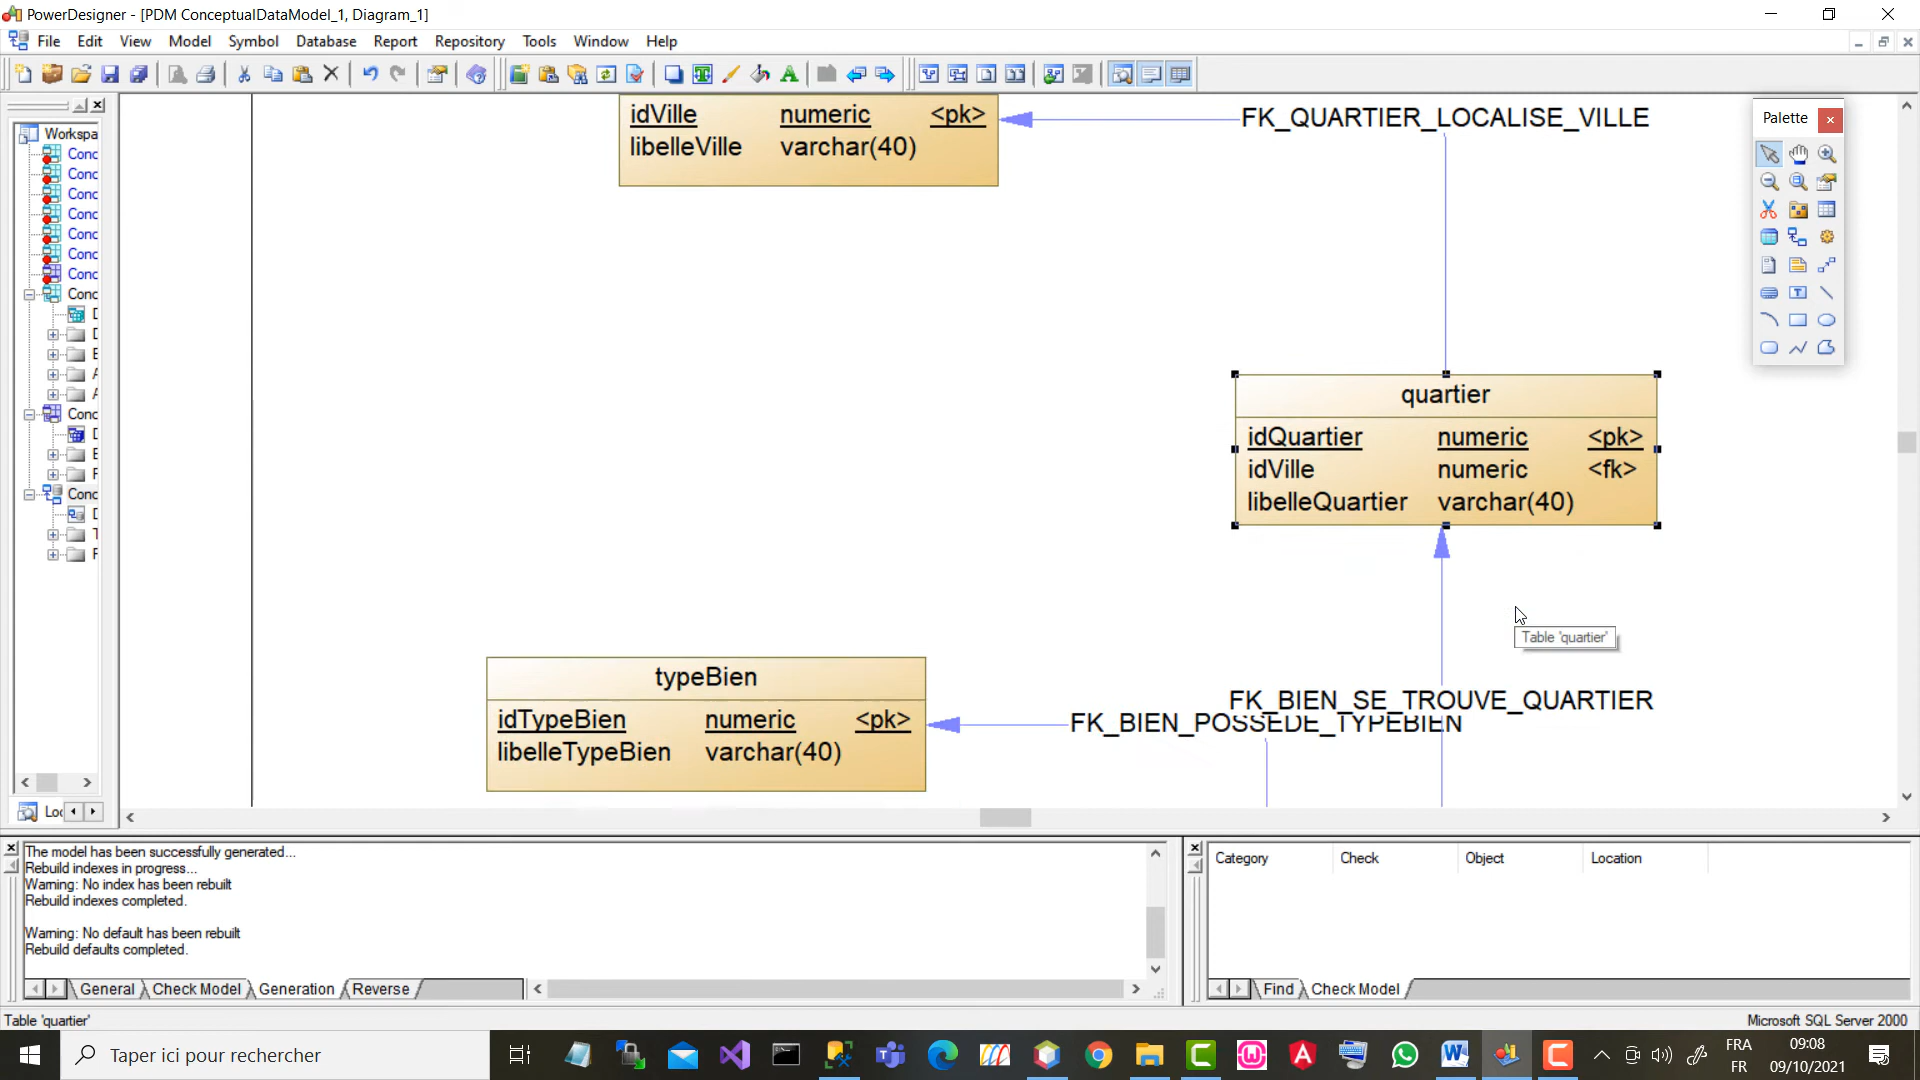 PowerDesigner - [PDM ConceptualDataModel_1, Diagram_1]
File Edit View Model Symbol Database Report Repository Tools Window Help
Workspa
Conc
Conc
Conc
Conc
Conc
Conc
Conc
Conc
D
D
E
A
A
Conc
D
E
F
Conc
D
T
F
Loc
idVille numeric <pk>
libelleVille varchar(40)
FK_QUARTIER_LOCALISE_VILLE
Palette
quartier
idQuartier numeric <pk>
idVille numeric <fk>
libelleQuartier varchar(40)
Table 'quartier'
typeBien
idTypeBien numeric <pk>
libelleTypeBien varchar(40)
FK_BIEN_SE_TROUVE_QUARTIER
FK_BIEN_POSSEDE_TYPEBIEN
The model has been successfully generated...
Rebuild indexes in progress...
Warning: No index has been rebuilt
Rebuild indexes completed.
Warning: No default has been rebuilt
Rebuild defaults completed.
General Check Model Generation Reverse
Category Check Object Location
Find Check Model
Table 'quartier'
Microsoft SQL Server 2000
Taper ici pour rechercher
FRA
FR
09:08
09/10/2021